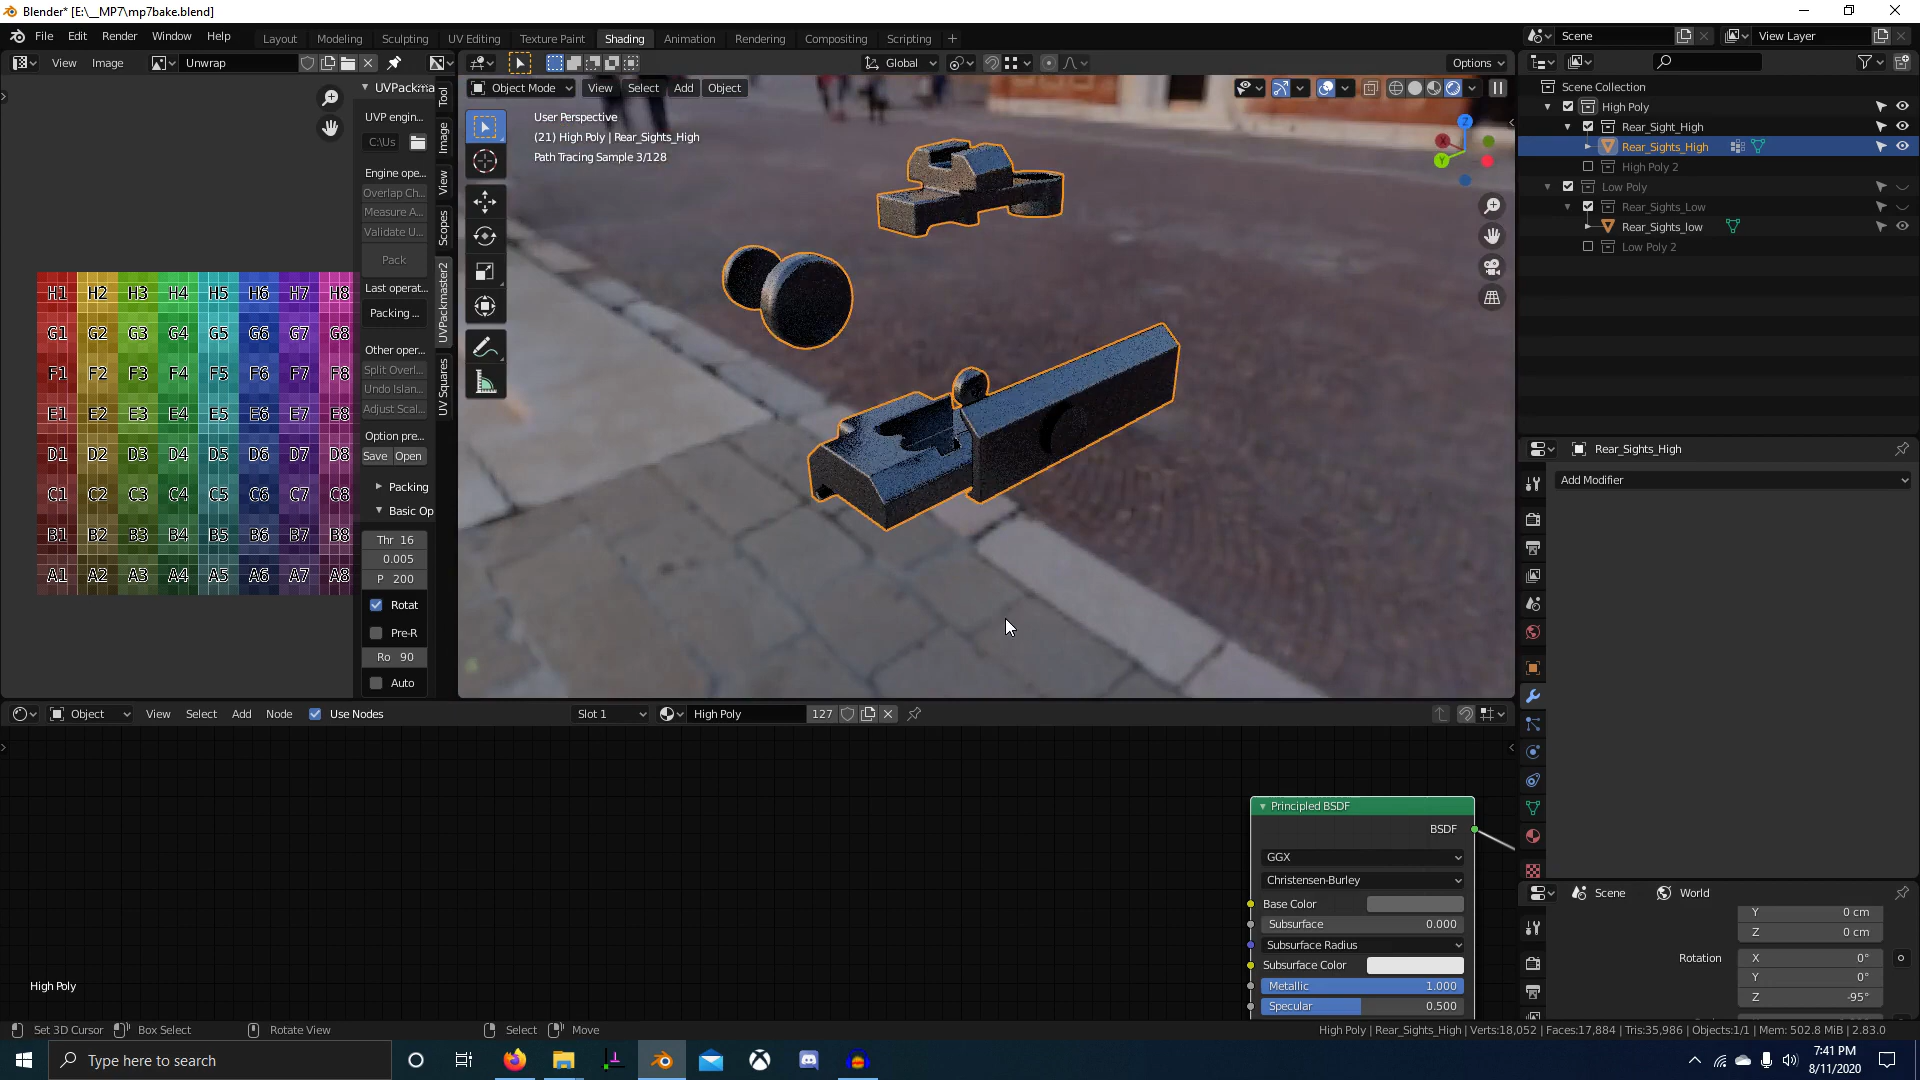 Blender* [E:\__MP7\mp7bake.blend]
File Edit Render Window Help
Layout Modeling Sculpting UV Editing Texture Paint Shading Animation Rendering Compositing Scripting
Scene
View Layer
View Image
Unwrap
Global
Options
Object Mode View Select Add Object
User Perspective
(21) High Poly | Rear_Sights_High
Path Tracing Sample 3/128
UVPackma
UVP engin...
C:\Us
Engine ope...
Overlap Ch...
Measure A...
Validate U...
Pack
Last operat...
Packing ...
Other oper...
Split Overl...
Undo Islan...
Adjust Scal...
Option pre...
Save Open
Packing
Basic Op
Thr 16
0.005
P 200
Rotat
Pre-R
Ro 90
Auto
Tool
Image
View
Scopes
UVPackmaster2
UV Squares
H1 H2 H3 H4 H5 H6 H7 H8
G1 G2 G3 G4 G5 G6 G7 G8
F1 F2 F3 F4 F5 F6 F7 F8
E1 E2 E3 E4 E5 E6 E7 E8
D1 D2 D3 D4 D5 D6 D7 D8
C1 C2 C3 C4 C5 C6 C7 C8
B1 B2 B3 B4 B5 B6 B7 B8
A1 A2 A3 A4 A5 A6 A7 A8
Z
Y
Scene Collection
High Poly
Rear_Sight_High
Rear_Sights_High
High Poly 2
Low Poly
Rear_Sights_Low
Rear_Sights_low
Low Poly 2
Rear_Sights_High
Add Modifier
Object View Select Add Node Use Nodes
Slot 1
High Poly 127
Principled BSDF
BSDF
GGX
Christensen-Burley
Base Color
Subsurface 0.000
Subsurface Radius
Subsurface Color
Metallic 1.000
Specular 0.500
High Poly
Scene World
Y 0 cm
Z 0 cm
Rotation X 0°
Y 0°
Z -95°
Set 3D Cursor Box Select Rotate View Select Move
High Poly | Rear_Sights_High | Verts:18,052 | Faces:17,884 | Tris:35,986 | Objects:1/1 | Mem: 502.8 MiB | 2.83.0
Type here to search
7:41 PM
8/11/2020